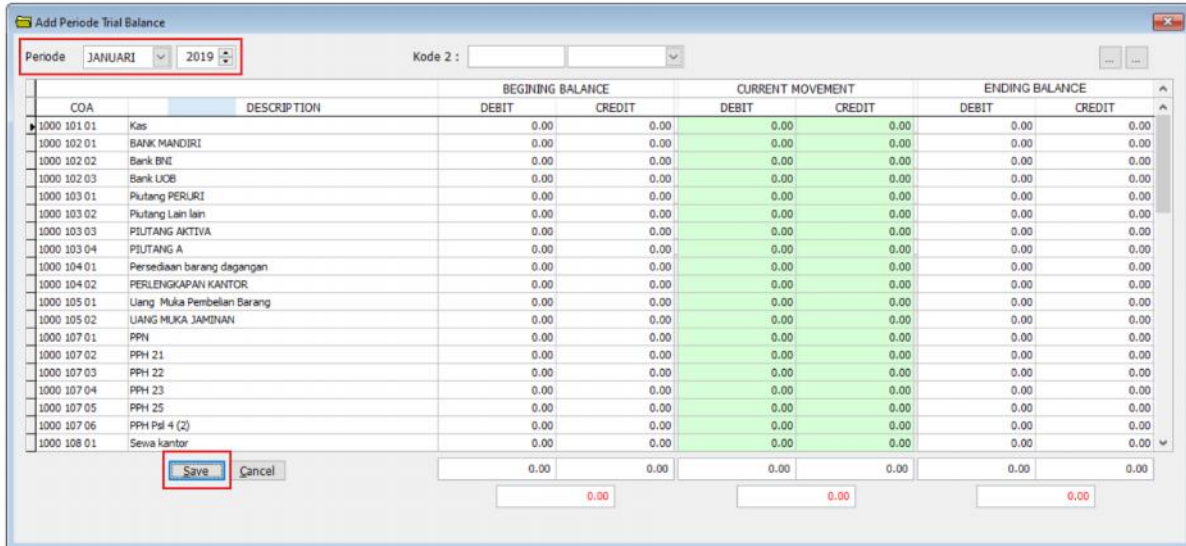 Add Periode Trial Balance
Periode JANUARI 2019 Kode 2 : ... ...
BEGINING BALANCE CURRENT MOVEMENT ENDING BALANCE
COA DESCRIPTION DEBIT CREDIT DEBIT CREDIT DEBIT CREDIT
1000 101 01 Kas 0.00 0.00 0.00 0.00 0.00 0.00
1000 102 01 BANK MANDIRI 0.00 0.00 0.00 0.00 0.00 0.00
1000 102 02 Bank BNI 0.00 0.00 0.00 0.00 0.00 0.00
1000 102 03 Bank UOB 0.00 0.00 0.00 0.00 0.00 0.00
1000 103 01 Piutang PERURI 0.00 0.00 0.00 0.00 0.00 0.00
1000 103 02 Piutang Lain lain 0.00 0.00 0.00 0.00 0.00 0.00
1000 103 03 PIUTANG AKTIVA 0.00 0.00 0.00 0.00 0.00 0.00
1000 103 04 PIUTANG A 0.00 0.00 0.00 0.00 0.00 0.00
1000 104 01 Persediaan barang dagangan 0.00 0.00 0.00 0.00 0.00 0.00
1000 104 02 PERLENGKAPAN KANTOR 0.00 0.00 0.00 0.00 0.00 0.00
1000 105 01 Uang Muka Pembelian Barang 0.00 0.00 0.00 0.00 0.00 0.00
1000 105 02 UANG MUKA JAMINAN 0.00 0.00 0.00 0.00 0.00 0.00
1000 107 01 PPN 0.00 0.00 0.00 0.00 0.00 0.00
1000 107 02 PPH 21 0.00 0.00 0.00 0.00 0.00 0.00
1000 107 03 PPH 22 0.00 0.00 0.00 0.00 0.00 0.00
1000 107 04 PPH 23 0.00 0.00 0.00 0.00 0.00 0.00
1000 107 05 PPH 25 0.00 0.00 0.00 0.00 0.00 0.00
1000 107 06 PPH Psl 4 (2) 0.00 0.00 0.00 0.00 0.00 0.00
1000 108 01 Sewa kantor 0.00 0.00 0.00 0.00 0.00 0.00
Save Cancel 0.00 0.00 0.00 0.00 0.00 0.00
0.00 0.00 0.00